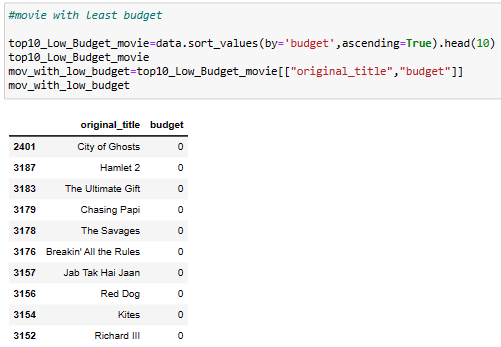 #movie with least budget
top10_Low_Budget_movie=data.sort_values(by='budget',ascending=True).head(10)
top10_Low_Budget_movie
mov_with_low_budget=top10_Low_Budget_movie[["original_title","budget"]]
mov_with_low_budget
original_title budget
2401 City of Ghosts 0
3187 Hamlet 2 0
3183 The Ultimate Gift 0
3179 Chasing Papi 0
3178 The Savages 0
3176 Breakin' All the Rules 0
3157 Jab Tak Hai Jaan 0
3156 Red Dog 0
3154 Kites 0
3152 Richard III 0